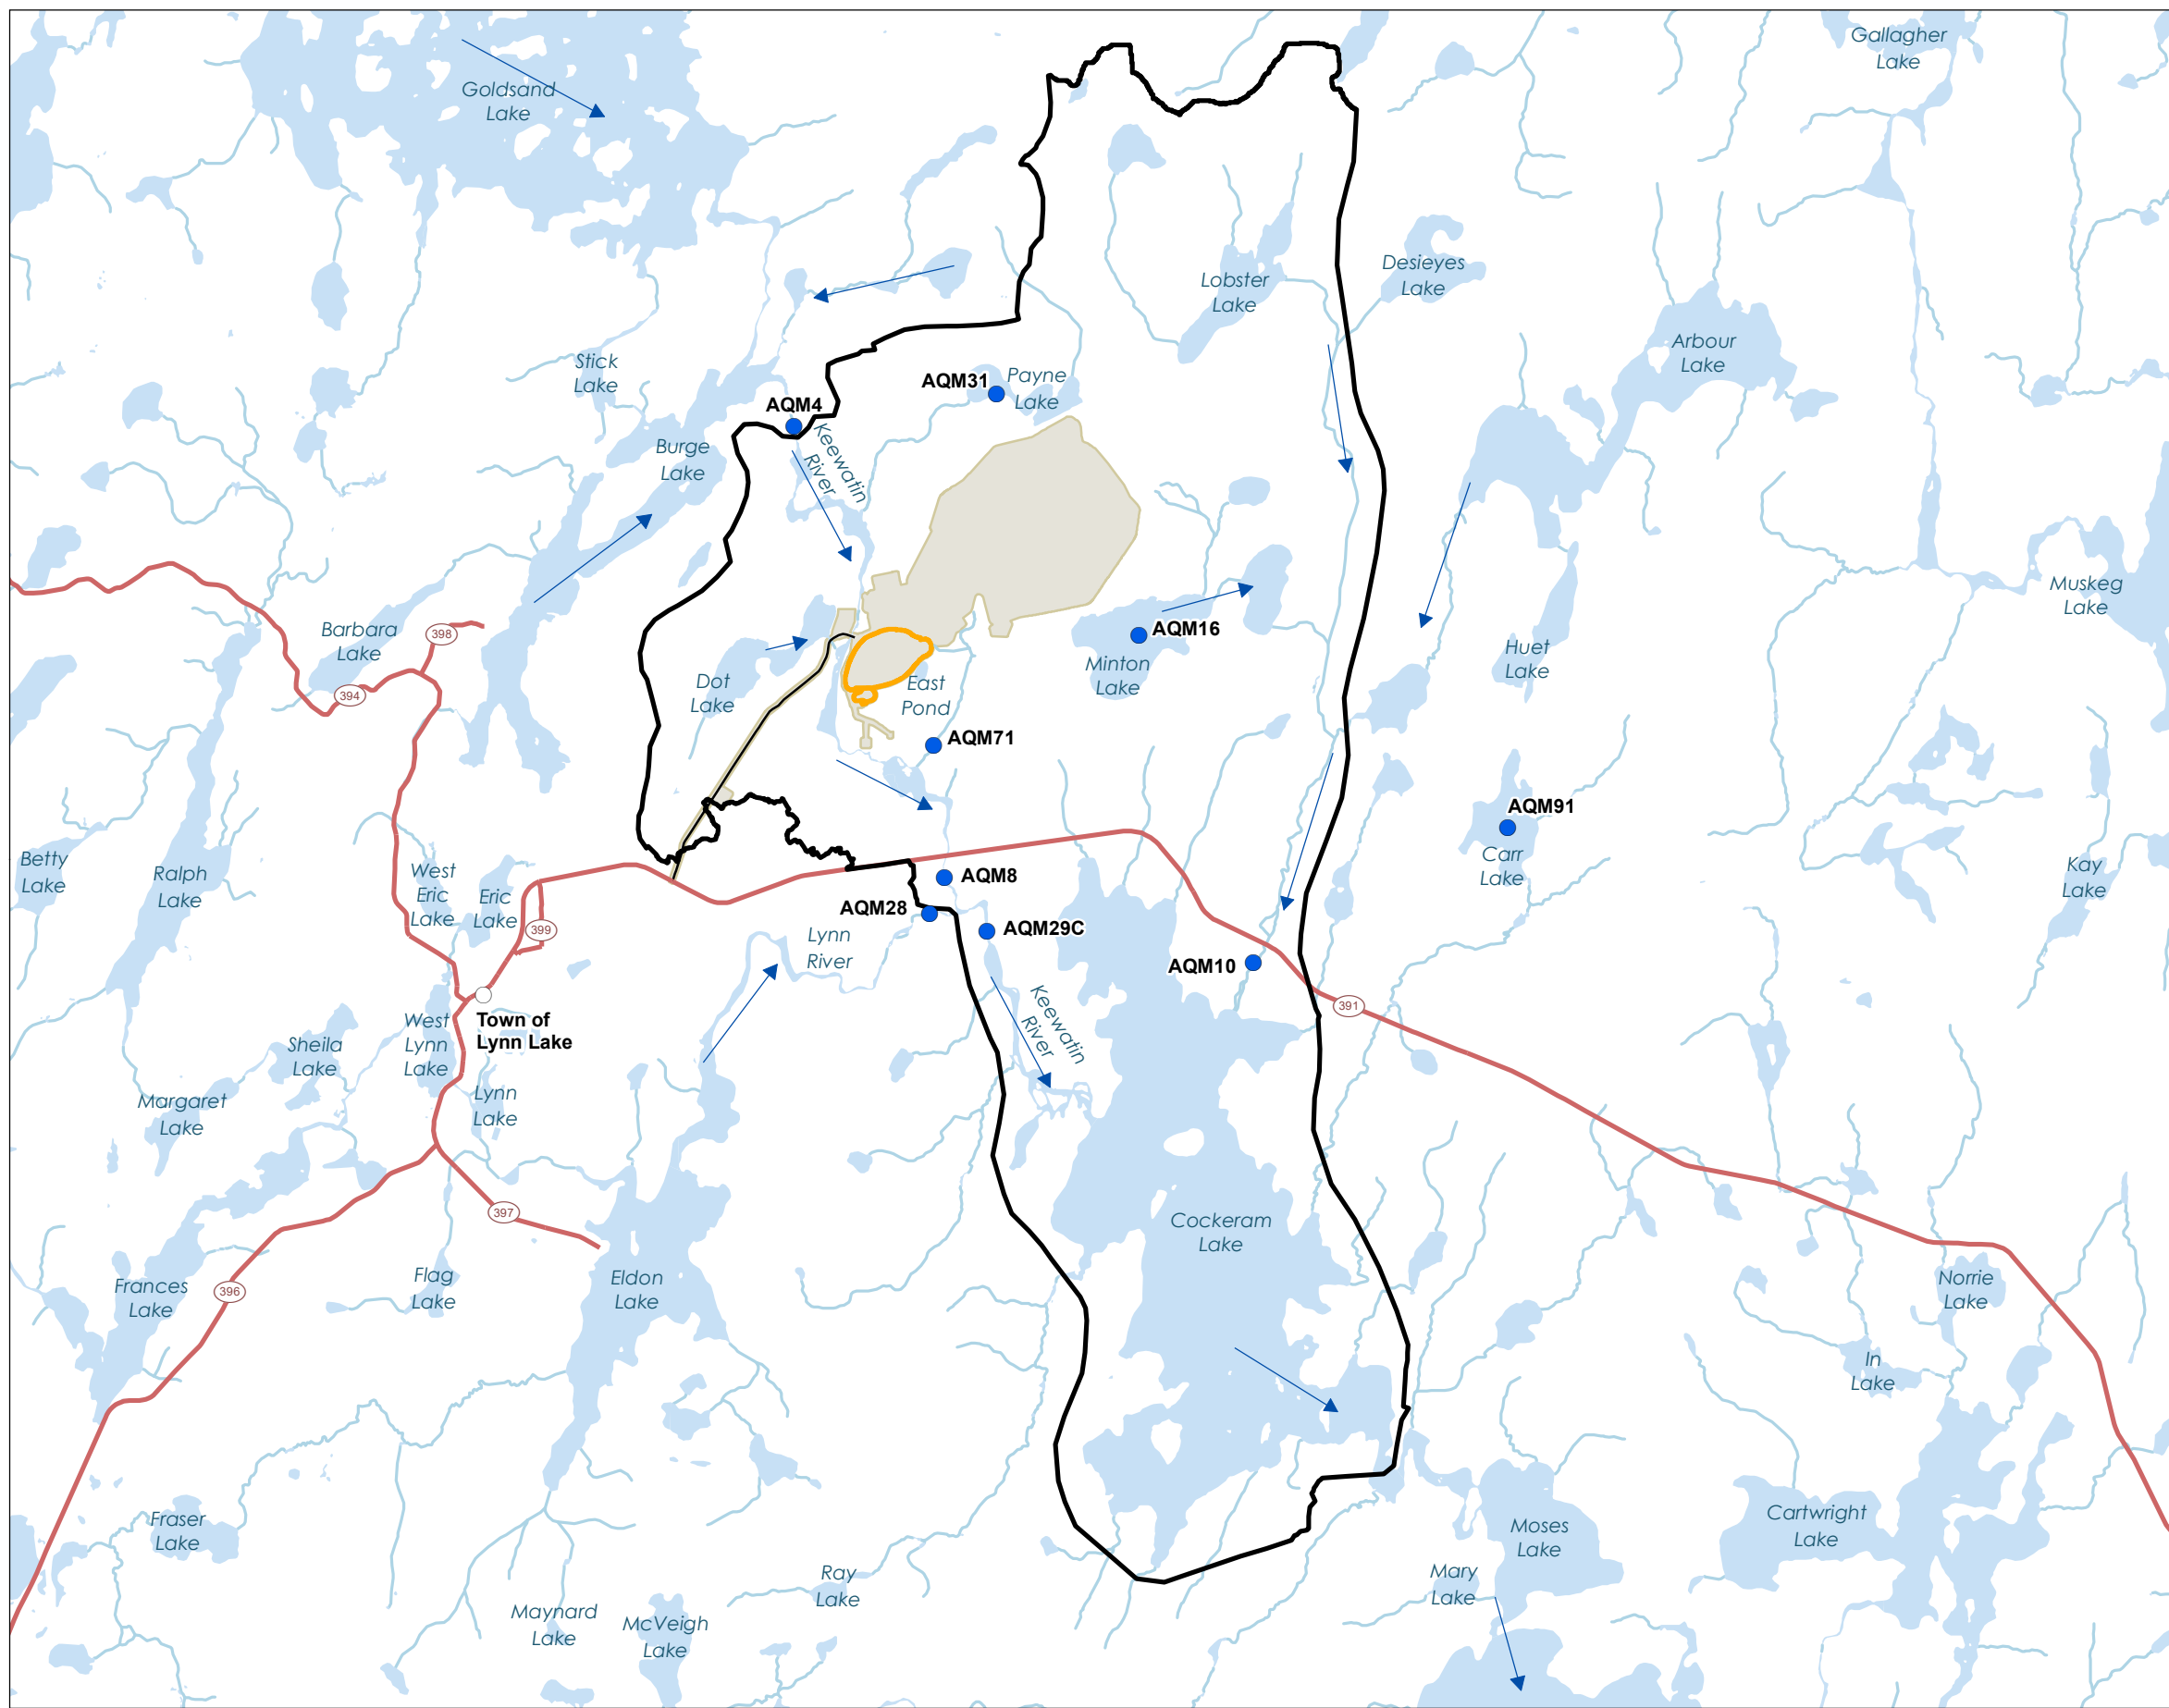 Gallagher
Lake
Goldsand
Lake
Desieyes
Lake
Lobster
Lake
Arbour
Lake
Stick
Lake
AQM31
Payne
Lake
AQM4
Keewatin
River
Burge
Lake
Muskeg
Lake
Barbara
Lake
398
394
AQM16
Minton
Lake
Huet
Lake
Dot
Lake
East
Pond
AQM71
AQM91
Carr
Lake
Betty
Lake
Ralph
Lake
West
Eric
Lake
Eric
Lake
399
AQM8
AQM28
AQM29C
Kay
Lake
Lynn
River
AQM10
391
Town of
Lynn Lake
West
Lynn
Lake
Sheila
Lake
Keewatin
River
Margaret
Lake
Lynn
Lake
397
Cockeram
Lake
Frances
Lake
396
Flag
Lake
Eldon
Lake
Norrie
Lake
In
Lake
Fraser
Lake
Moses
Lake
Cartwright
Lake
Ray
Lake
Mary
Lake
Maynard
Lake
McVeigh
Lake